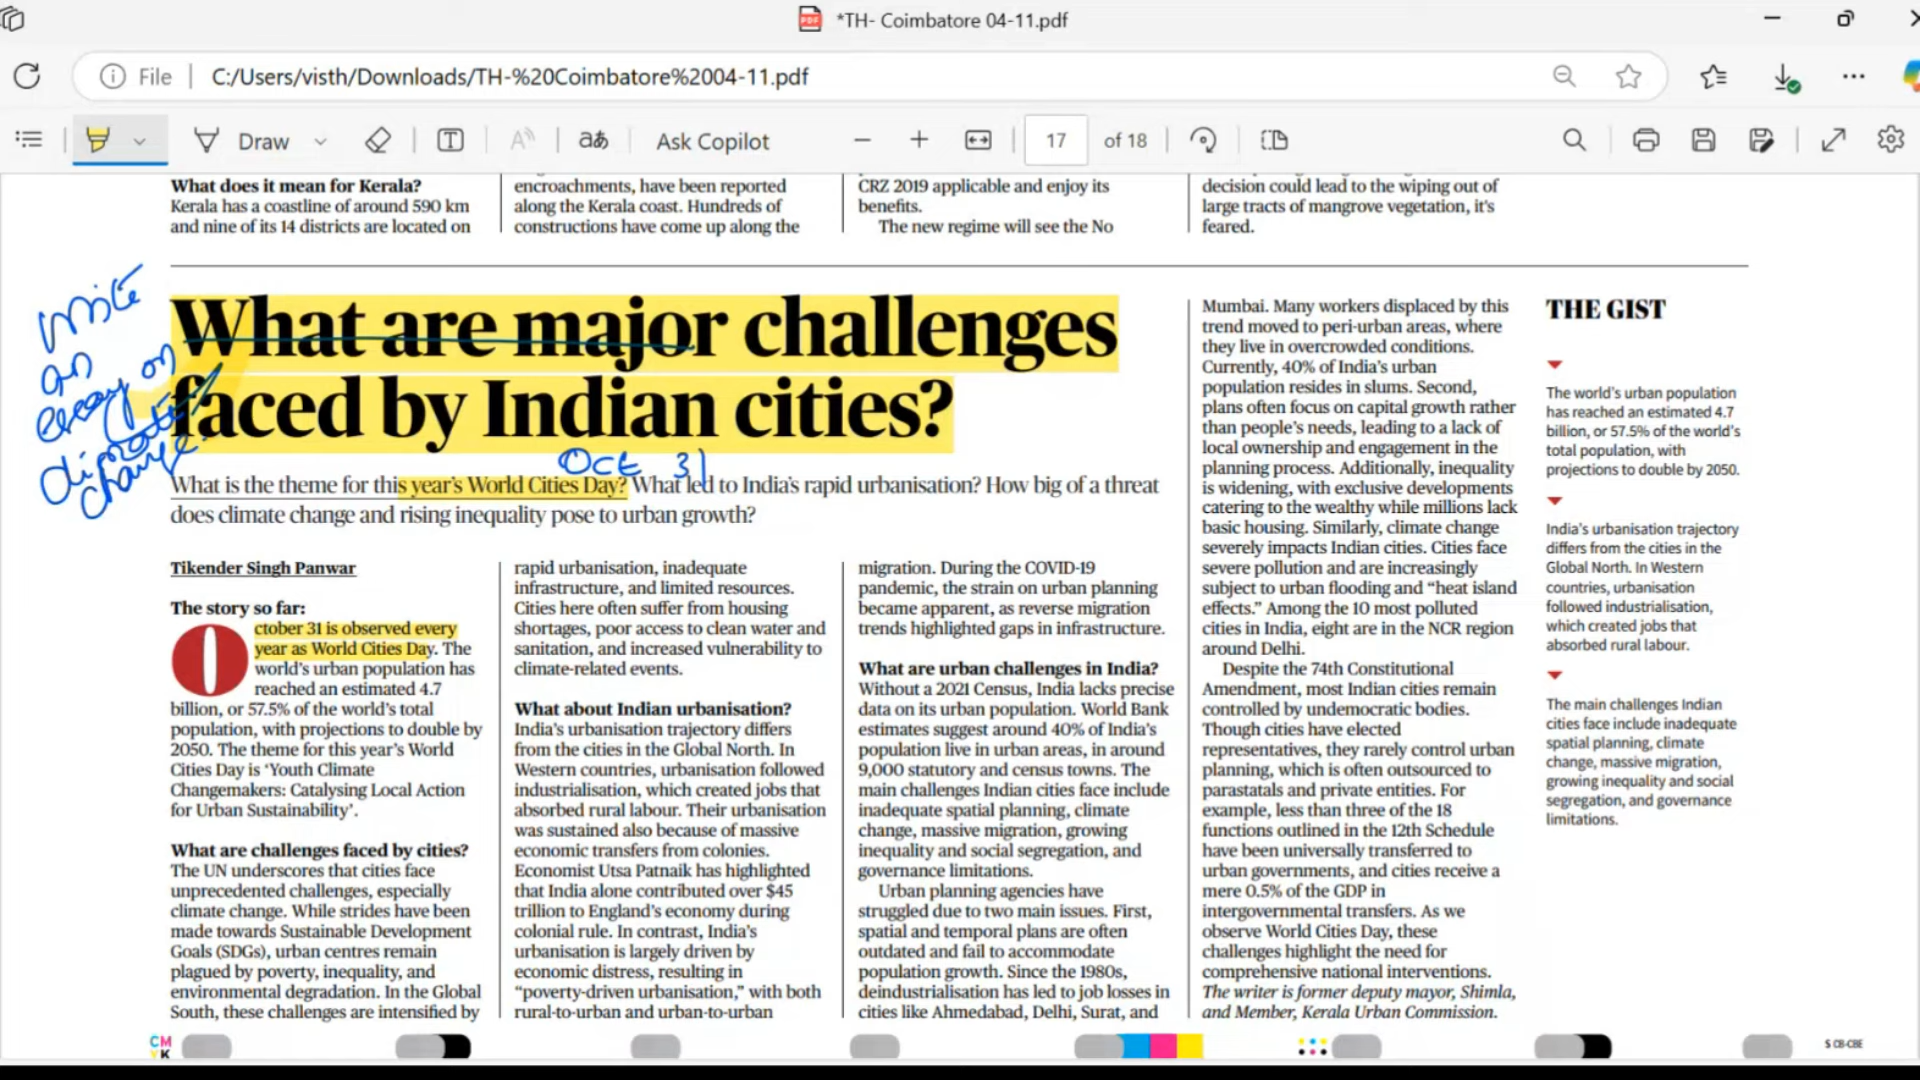 *TH- Coimbatore 04-11.pdf
File
C:/Users/visth/Downloads/TH-%20Coimbatore%2004-11.pdf
Draw
Ask Copilot
17
of 18
What does it mean for Kerala?
Kerala has a coastline of around 590 km
and nine of its 14 districts are located on
encroachments, have been reported
along the Kerala coast. Hundreds of
constructions have come up along the
CRZ 2019 applicable and enjoy its
benefits.
The new regime will see the No
decision could lead to the wiping out of
large tracts of mangrove vegetation, it's
feared.
write
an
essay on
climate
change.
What are major challenges
faced by Indian cities?
Oct 31
What is the theme for this year's World Cities Day? What led to India's rapid urbanisation? How big of a threat
does climate change and rising inequality pose to urban growth?
Tikender Singh Panwar
The story so far:
October 31 is observed every
year as World Cities Day. The
world's urban population has
reached an estimated 4.7
billion, or 57.5% of the world's total
population, with projections to double by
2050. The theme for this year's World
Cities Day is 'Youth Climate
Changemakers: Catalysing Local Action
for Urban Sustainability'.
What are challenges faced by cities?
The UN underscores that cities face
unprecedented challenges, especially
climate change. While strides have been
made towards Sustainable Development
Goals (SDGs), urban centres remain
plagued by poverty, inequality, and
environmental degradation. In the Global
South, these challenges are intensified by
rapid urbanisation, inadequate
infrastructure, and limited resources.
Cities here often suffer from housing
shortages, poor access to clean water and
sanitation, and increased vulnerability to
climate-related events.
What about Indian urbanisation?
India's urbanisation trajectory differs
from the cities in the Global North. In
Western countries, urbanisation followed
industrialisation, which created jobs that
absorbed rural labour. Their urbanisation
was sustained also because of massive
economic transfers from colonies.
Economist Utsa Patnaik has highlighted
that India alone contributed over $45
trillion to England's economy during
colonial rule. In contrast, India's
urbanisation is largely driven by
economic distress, resulting in
"poverty-driven urbanisation," with both
rural-to-urban and urban-to-urban
migration. During the COVID-19
pandemic, the strain on urban planning
became apparent, as reverse migration
trends highlighted gaps in infrastructure.
What are urban challenges in India?
Without a 2021 Census, India lacks precise
data on its urban population. World Bank
estimates suggest around 40% of India's
population live in urban areas, in around
9,000 statutory and census towns. The
main challenges Indian cities face include
inadequate spatial planning, climate
change, massive migration, growing
inequality and social segregation, and
governance limitations.
Urban planning agencies have
struggled due to two main issues. First,
spatial and temporal plans are often
outdated and fail to accommodate
population growth. Since the 1980s,
deindustrialisation has led to job losses in
cities like Ahmedabad, Delhi, Surat, and
Mumbai. Many workers displaced by this
trend moved to peri-urban areas, where
they live in overcrowded conditions.
Currently, 40% of India's urban
population resides in slums. Second,
plans often focus on capital growth rather
than people's needs, leading to a lack of
local ownership and engagement in the
planning process. Additionally, inequality
is widening, with exclusive developments
catering to the wealthy while millions lack
basic housing. Similarly, climate change
severely impacts Indian cities. Cities face
severe pollution and are increasingly
subject to urban flooding and "heat island
effects." Among the 10 most polluted
cities in India, eight are in the NCR region
around Delhi.
Despite the 74th Constitutional
Amendment, most Indian cities remain
controlled by undemocratic bodies.
Though cities have elected
representatives, they rarely control urban
planning, which is often outsourced to
parastatals and private entities. For
example, less than three of the 18
functions outlined in the 12th Schedule
have been universally transferred to
urban governments, and cities receive a
mere 0.5% of the GDP in
intergovernmental transfers. As we
observe World Cities Day, these
challenges highlight the need for
comprehensive national interventions.
The writer is former deputy mayor, Shimla,
and Member, Kerala Urban Commission.
THE GIST
The world's urban population
has reached an estimated 4.7
billion, or 57.5% of the world's
total population, with
projections to double by 2050.
India's urbanisation trajectory
differs from the cities in the
Global North. In Western
countries, urbanisation
followed industrialisation,
which created jobs that
absorbed rural labour.
The main challenges Indian
cities face include inadequate
spatial planning, climate
change, massive migration,
growing inequality and social
segregation, and governance
limitations.
CM
YK
S CB-CBE